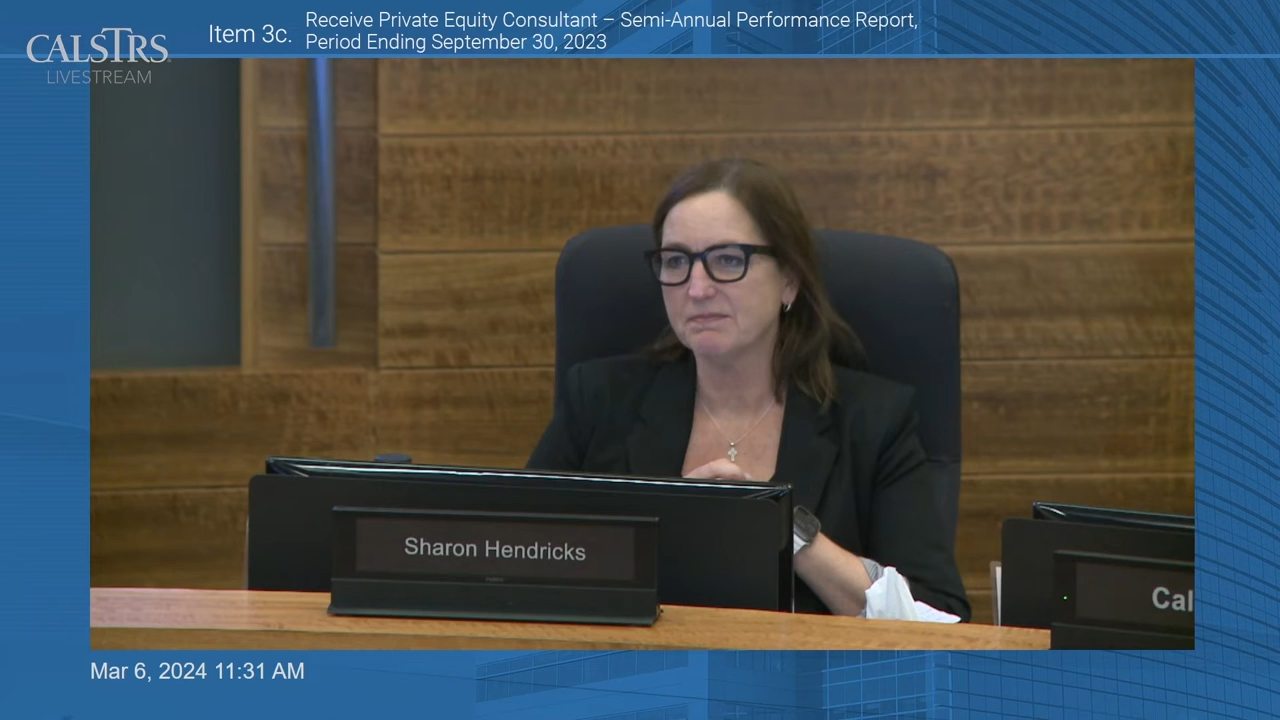 CALSTRS
LIVESTREAM
Item 3c.
Receive Private Equity Consultant – Semi-Annual Performance Report,
Period Ending September 30, 2023
Sharon Hendricks
Cal
Mar 6, 2024 11:31 AM